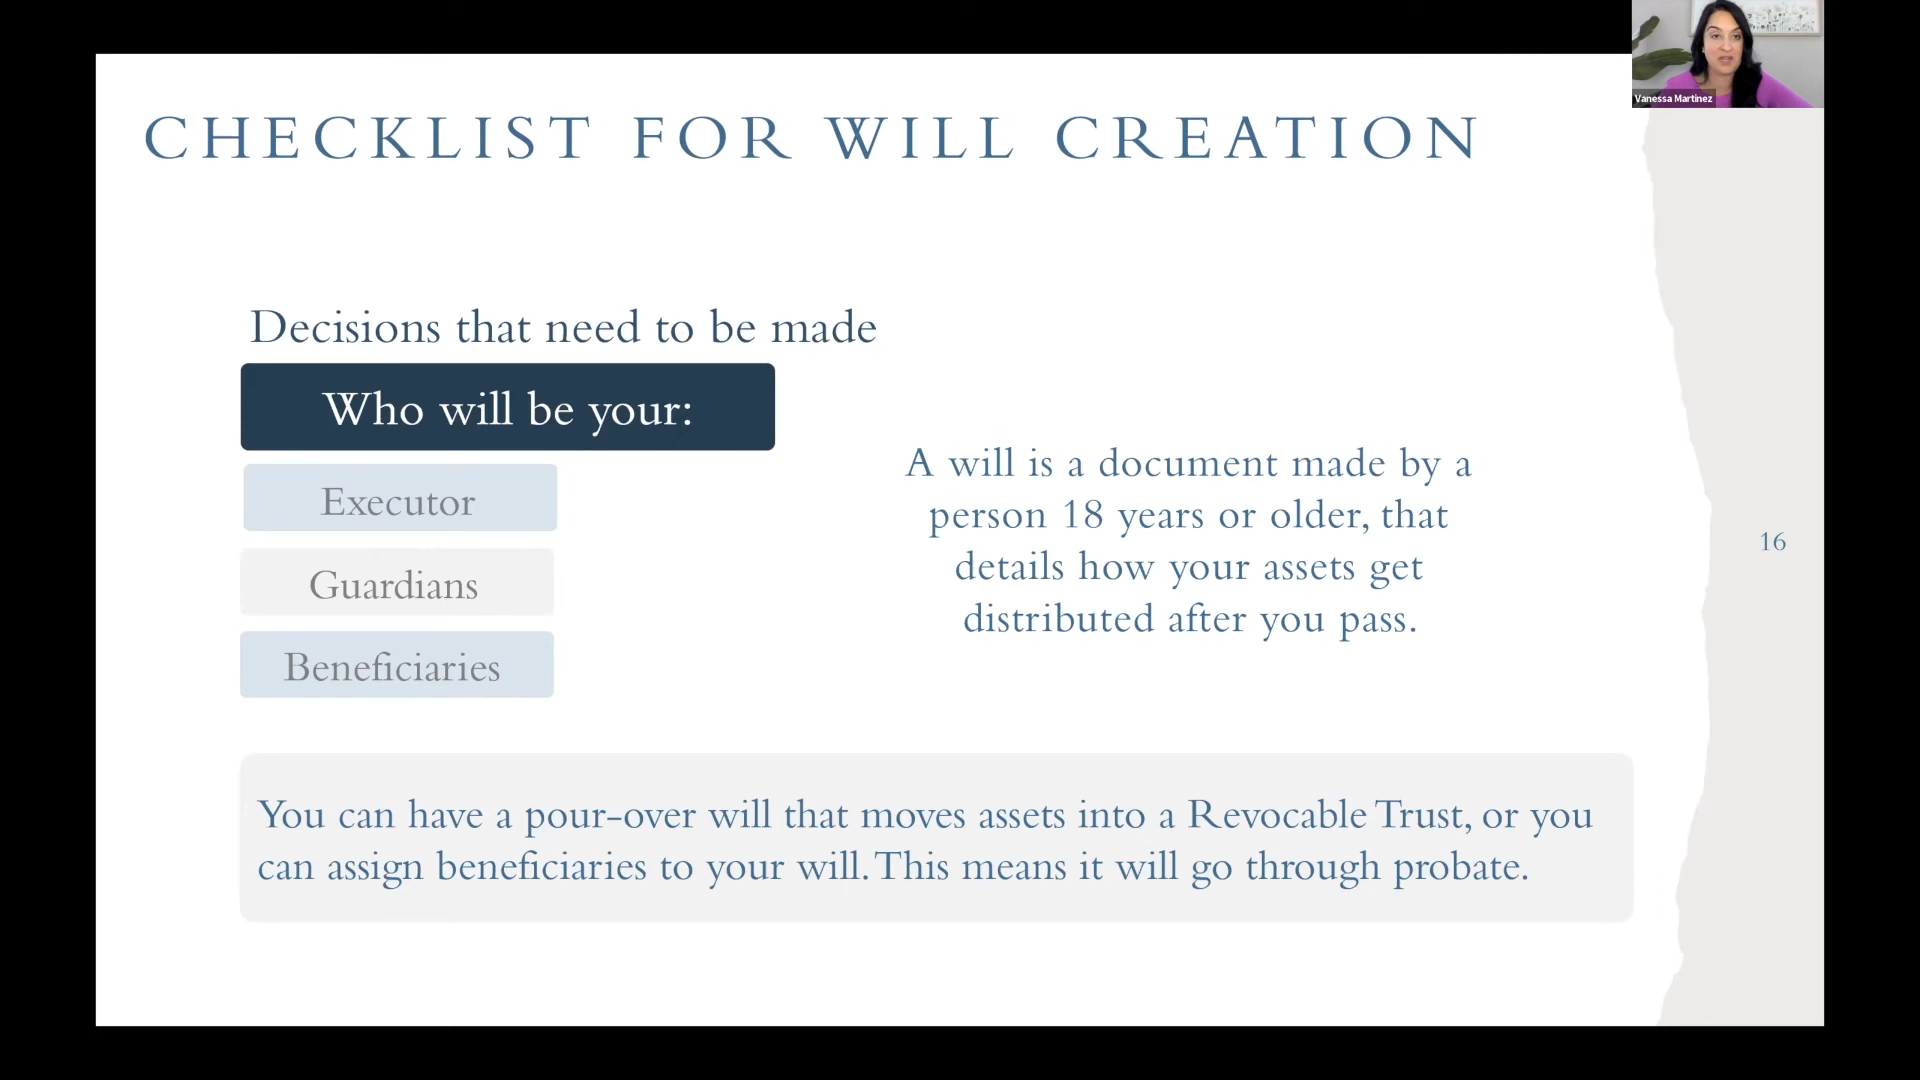 Vanessa Martinez
CHECKLIST FOR WILL CREATION
Decisions that need to be made
Who will be your:
Executor
Guardians
Beneficiaries
A will is a document made by a
person 18 years or older, that
details how your assets get
distributed after you pass.
16
You can have a pour-over will that moves assets into a Revocable Trust, or you
can assign beneficiaries to your will. This means it will go through probate.